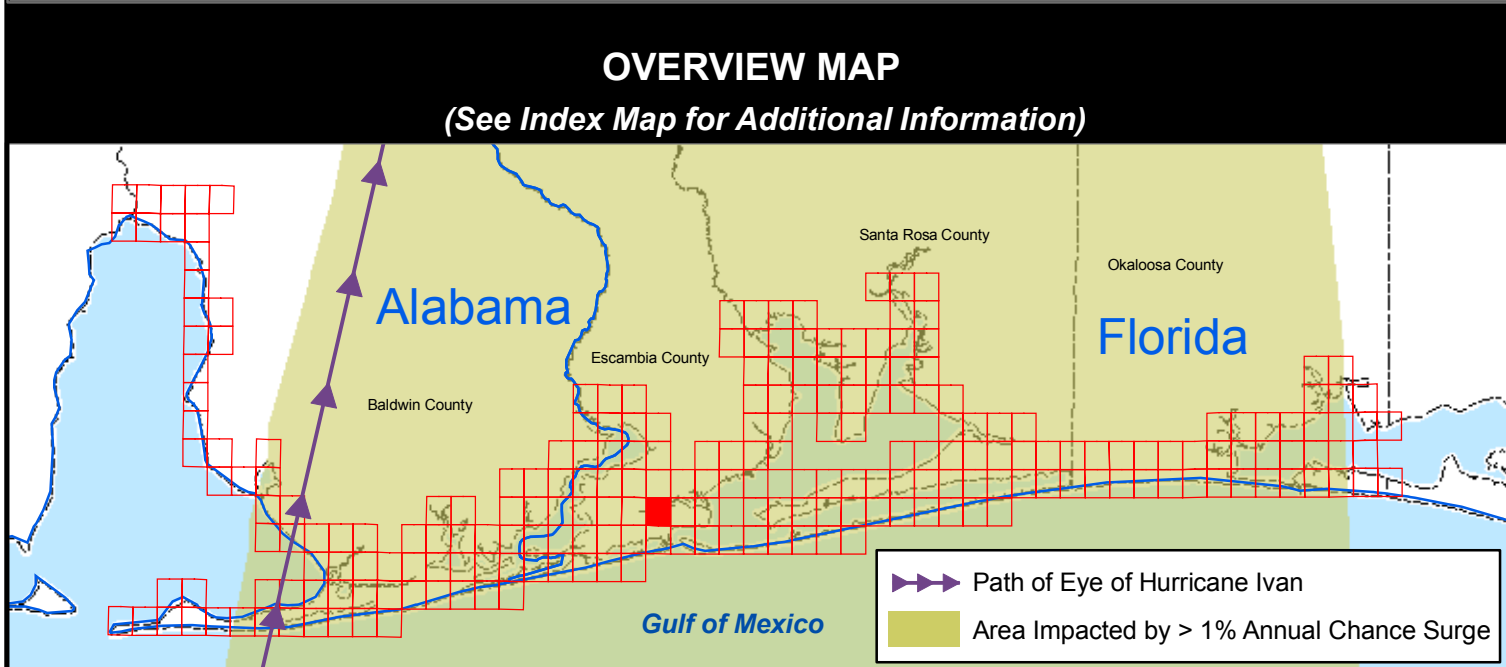 OVERVIEW MAP
(See Index Map for Additional Information)
Santa Rosa County
Okaloosa County
Alabama
Florida
Escambia County
Baldwin County
Gulf of Mexico
Path of Eye of Hurricane Ivan
Area Impacted by > 1% Annual Chance Surge